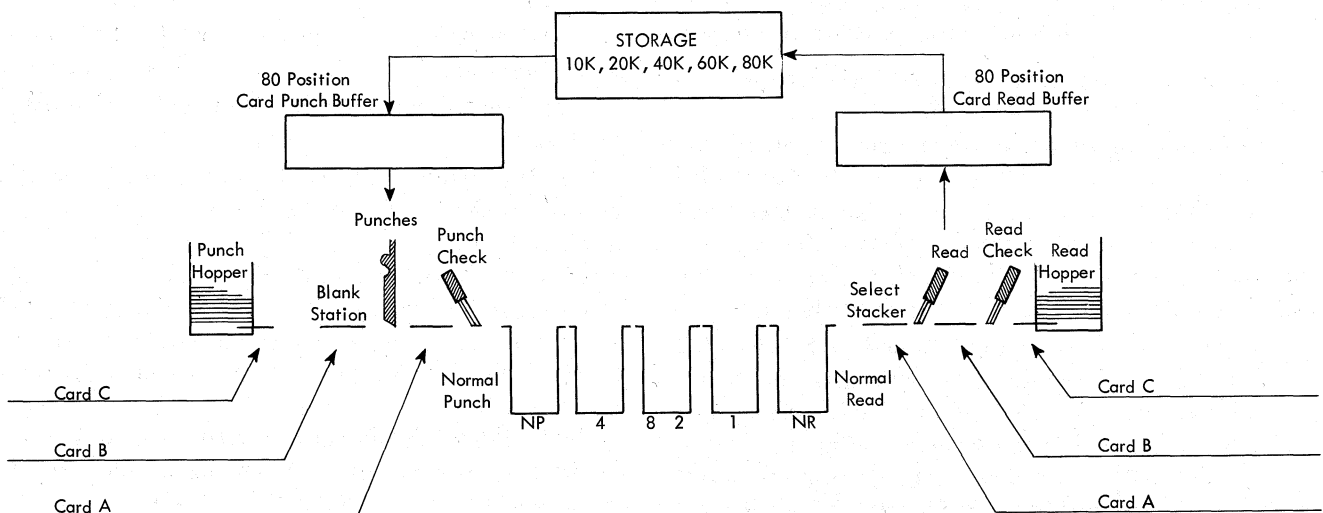 STORAGE
10K, 20K, 40K, 60K, 80K
80 Position
Card Punch Buffer
80 Position
Card Read Buffer
Punches
Punch
Hopper
Blank
Station
Punch
Check
Select
Stacker
Read
Read
Check
Read
Hopper
Normal
Punch
NP
4
8 2
1
NR
Normal
Read
Card C
Card B
Card A
Card C
Card B
Card A